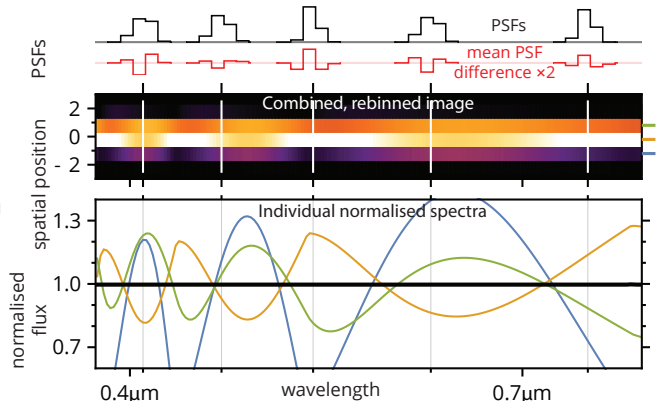 PSFs
PSFs
mean PSF
difference ×2
spatial position
2
0
- 2
Combined, rebinned image
normalised
flux
1.3
1.0
0.7
Individual normalised spectra
0.4μm
wavelength
0.7μm